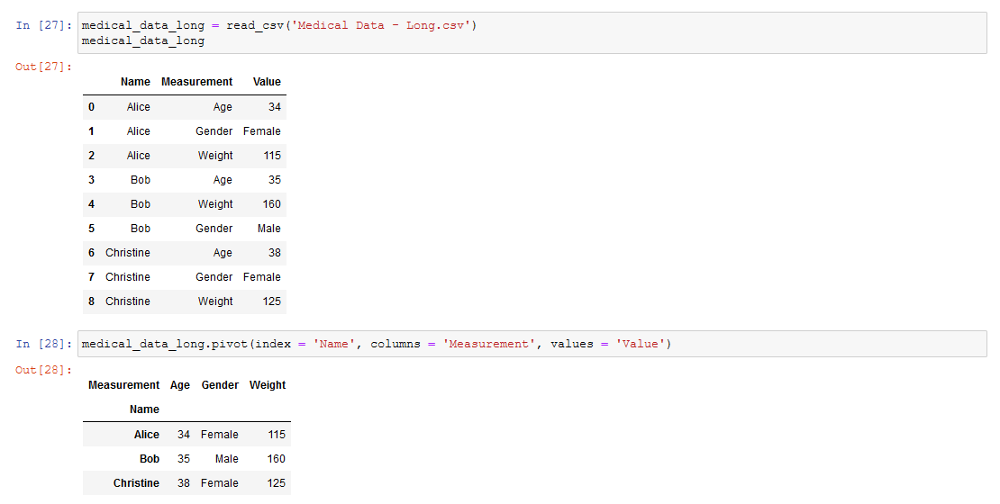 In [27]: medical_data_long = read_csv('Medical Data - Long.csv')
medical_data_long
Out[27]:
Name Measurement Value
0 Alice Age 34
1 Alice Gender Female
2 Alice Weight 115
3 Bob Age 35
4 Bob Weight 160
5 Bob Gender Male
6 Christine Age 38
7 Christine Gender Female
8 Christine Weight 125
In [28]: medical_data_long.pivot(index = 'Name', columns = 'Measurement', values = 'Value')
Out[28]:
Measurement Age Gender Weight
Name
Alice 34 Female 115
Bob 35 Male 160
Christine 38 Female 125